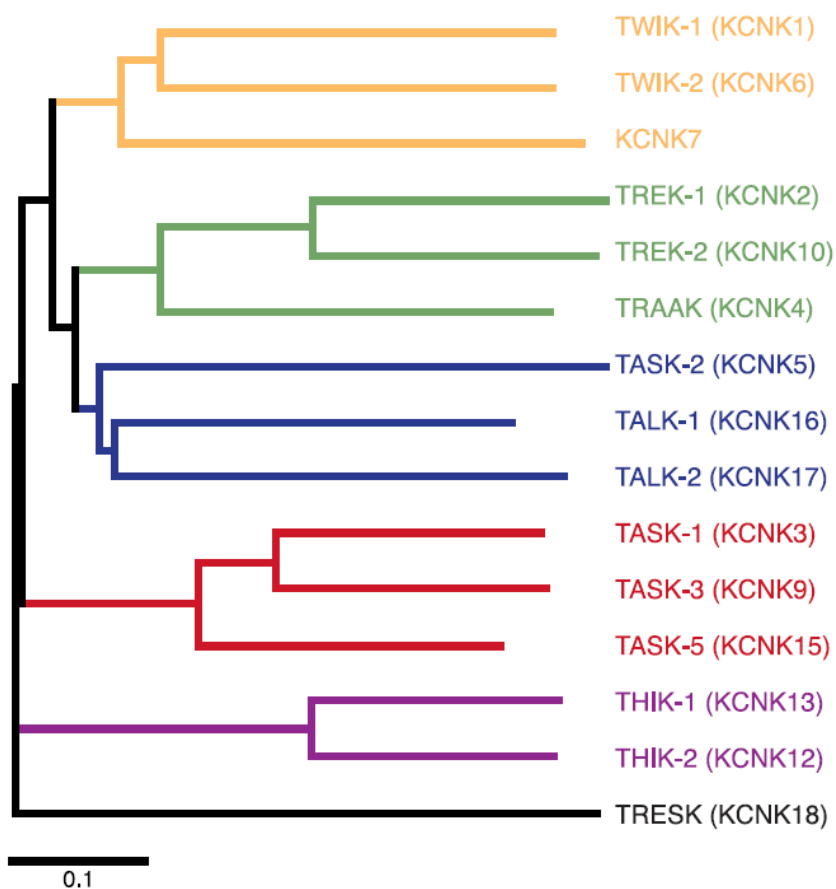 TWIK-1 (KCNK1)
TWIK-2 (KCNK6)
KCNK7
TREK-1 (KCNK2)
TREK-2 (KCNK10)
TRAAK (KCNK4)
TASK-2 (KCNK5)
TALK-1 (KCNK16)
TALK-2 (KCNK17)
TASK-1 (KCNK3)
TASK-3 (KCNK9)
TASK-5 (KCNK15)
THIK-1 (KCNK13)
THIK-2 (KCNK12)
TRESK (KCNK18)
0.1